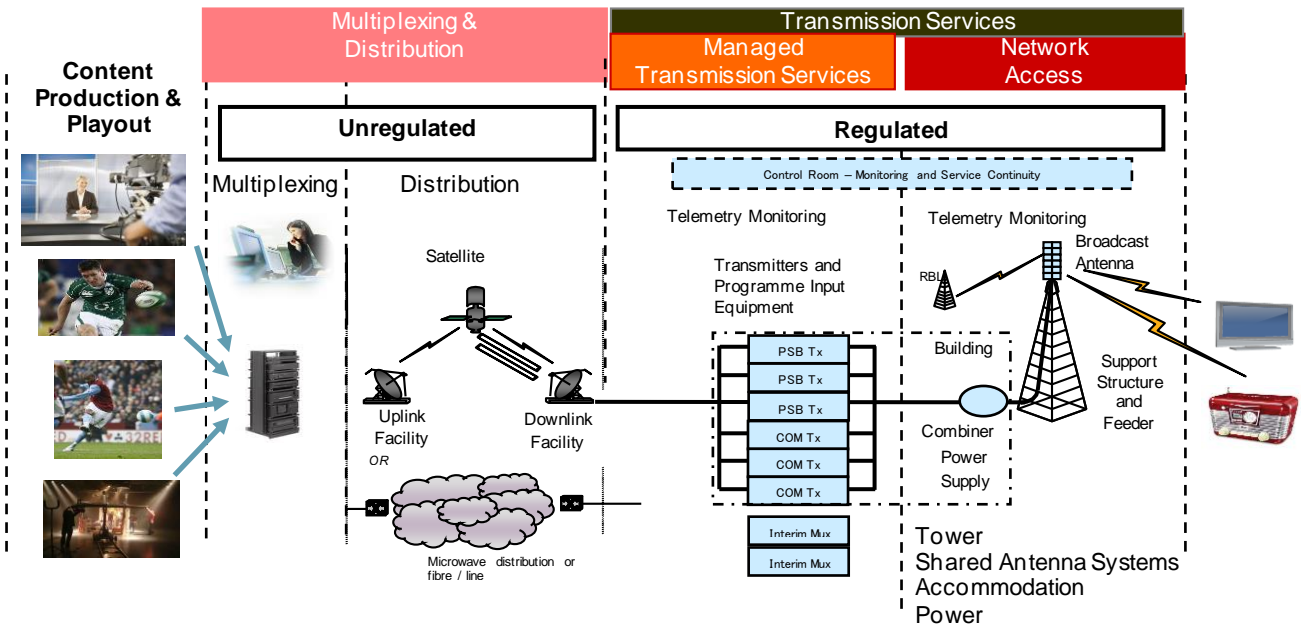 Multiplexing &
Distribution
Transmission Services
Managed
Transmission Services
Network
Access
Content
Production &
Playout
Unregulated
Regulated
Control Room – Monitoring and Service Continuity
Multiplexing
Distribution
Telemetry Monitoring
Telemetry Monitoring
Satellite
Transmitters and
Programme Input
Equipment
RBL
Broadcast
Antenna
PSB Tx
PSB Tx
PSB Tx
COM Tx
COM Tx
COM Tx
Building
Support
Structure
and
Feeder
Uplink
Facility
Downlink
Facility
OR
Combiner
Power
Supply
32RE
Microwave distribution or
fibre / line
Interim Mux
Interim Mux
Tower
Shared Antenna Systems
Accommodation
Power